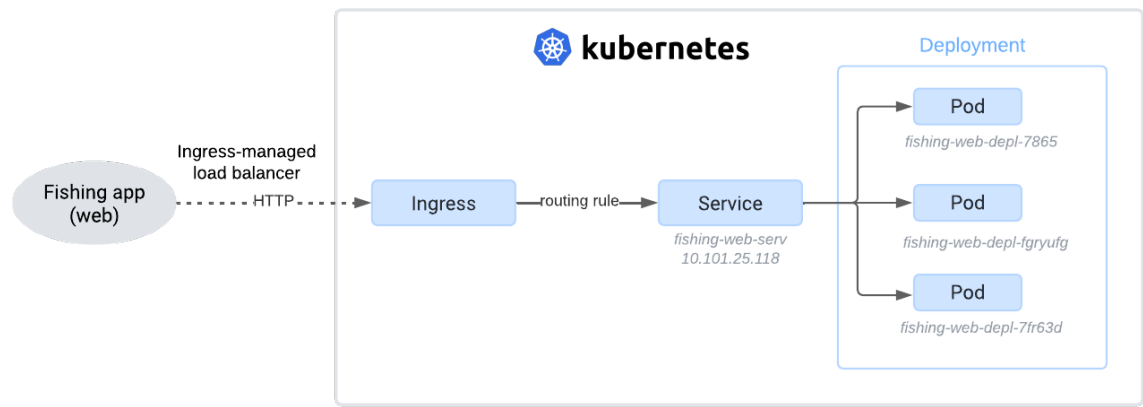 kubernetes
Deployment
Pod
fishing-web-depl-7865
Ingress-managed
load balancer
Fishing app
(web)
HTTP
Ingress
routing rule
Service
fishing-web-serv
10.101.25.118
Pod
fishing-web-depl-fgryufg
Pod
fishing-web-depl-7fr63d